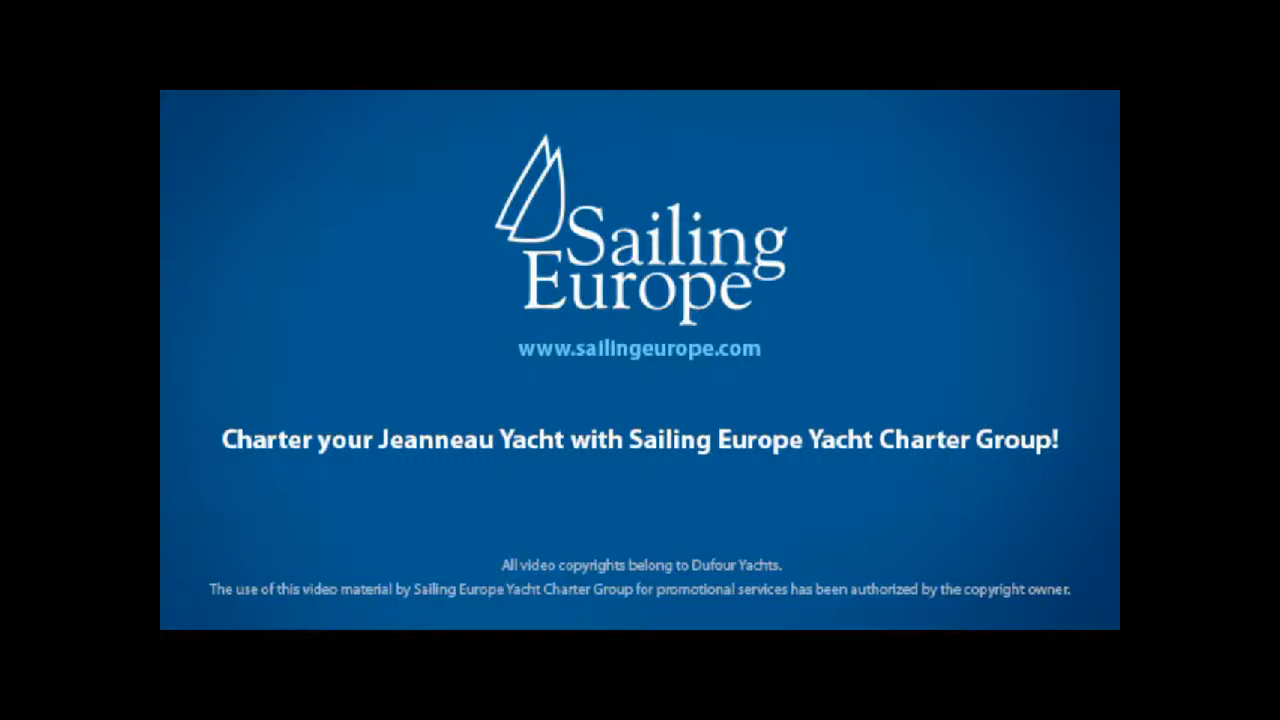 Sailing
Europe
www.sailingeurope.com
Charter your Jeanneau Yacht with Sailing Europe Yacht Charter Group!
All video copyrights belong to Dufour Yachts.
The use of this video material by Sailing Europe Yacht Charter Group for promotional services has been authorized by the copyright owner.